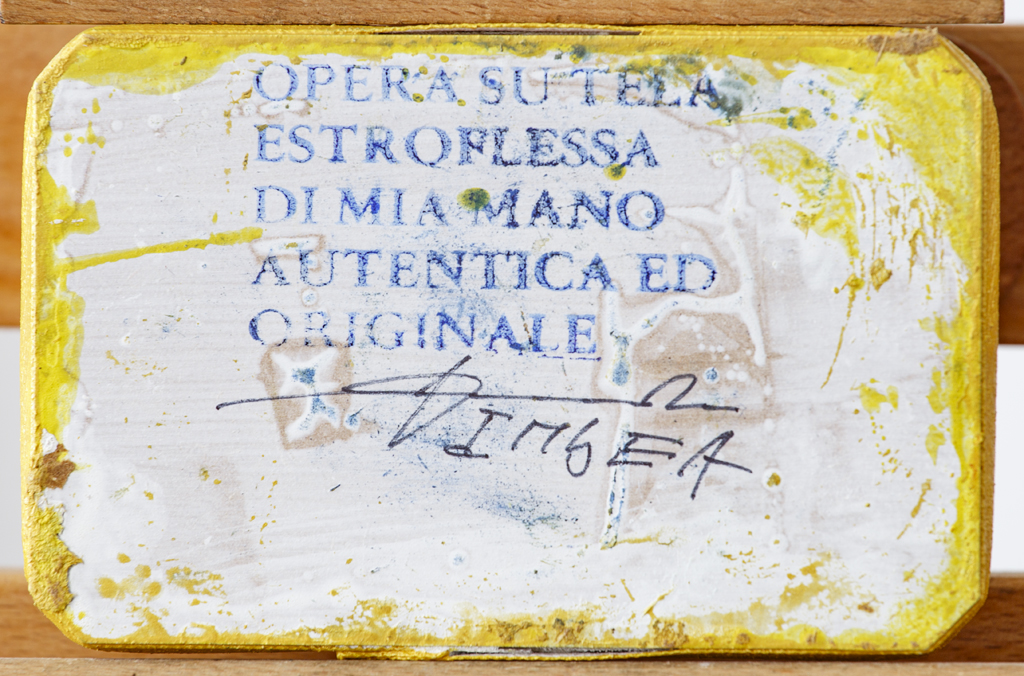 OPERA SU TELA
ESTROFLESSA
DI MIA MANO
AUTENTICA ED
ORIGINALE